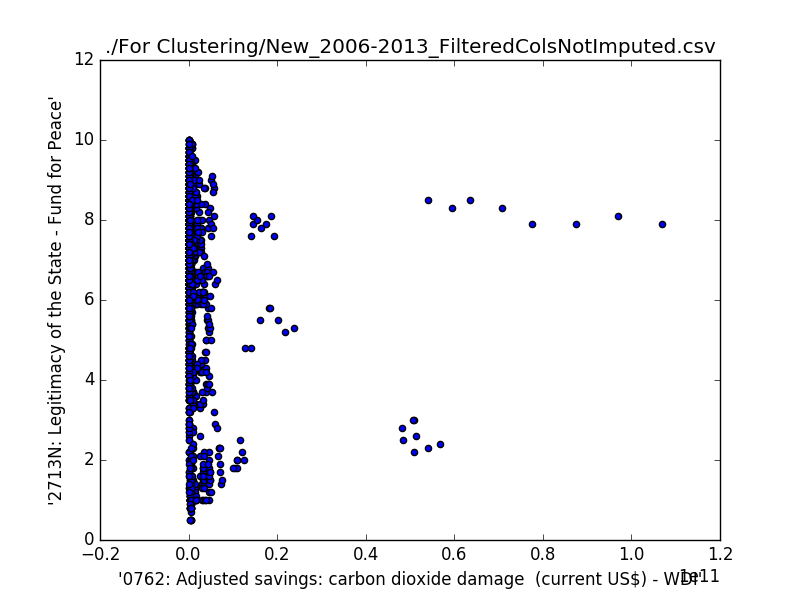 ./For Clustering/New_2006-2013_FilteredColsNotImputed.csv
12
10
8
6
4
2
0
'2713N: Legitimacy of the State - Fund for Peace'
−0.2 0.0 0.2 0.4 0.6 0.8 1.0 1.2
1e11
'0762: Adjusted savings: carbon dioxide damage  (current US$) - WDI'